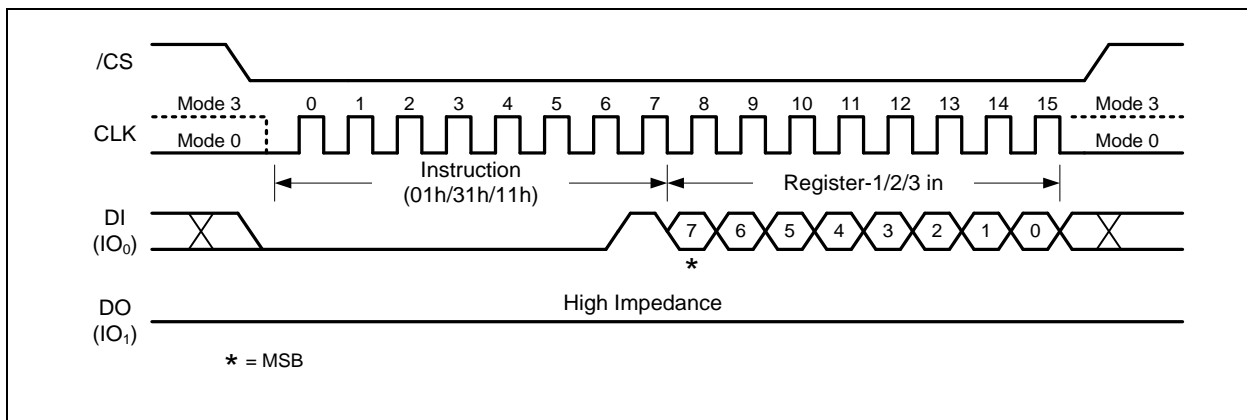 /CS
Mode 3 0 1 2 3 4 5 6 7 8 9 10 11 12 13 14 15 Mode 3
CLK Mode 0 Mode 0
Instruction
(01h/31h/11h) Register-1/2/3 in
DI
(IO₀) 7 6 5 4 3 2 1 0
*
High Impedance
DO
(IO₁)
* = MSB